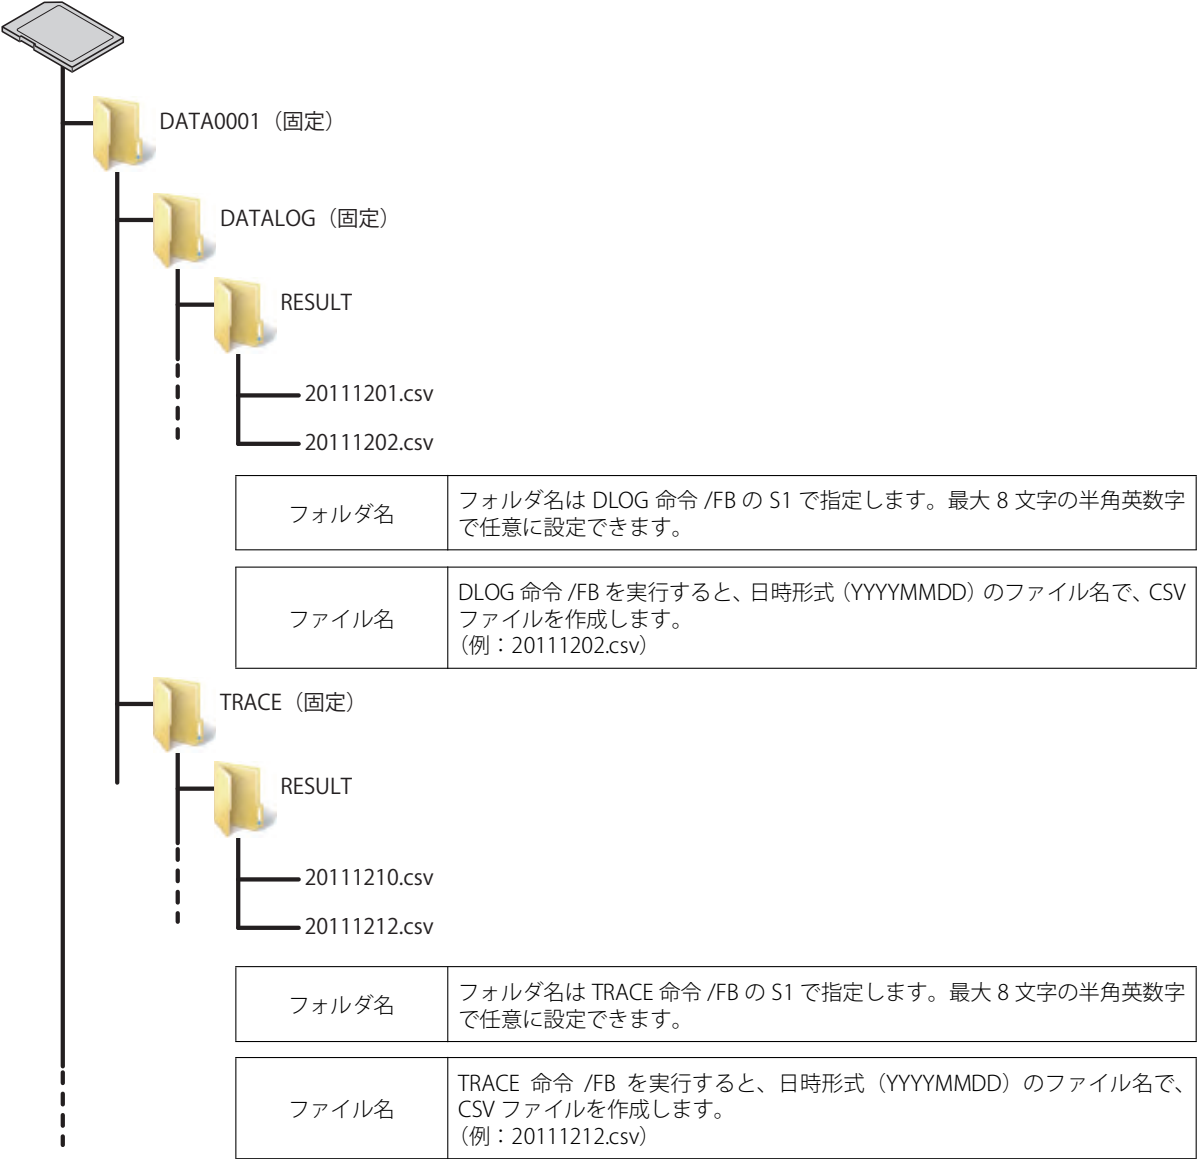 DATA0001（固定）
DATALOG（固定）
RESULT
20111201.csv
20111202.csv
フォルダ名
フォルダ名は DLOG 命令 /FB の S1 で指定します。最大 8 文字の半角英数字
で任意に設定できます。
ファイル名
DLOG 命令 /FB を実行すると、日時形式（YYYYMMDD）のファイル名で、CSV
ファイルを作成します。
（例：20111202.csv）
TRACE（固定）
RESULT
20111210.csv
20111212.csv
フォルダ名
フォルダ名は TRACE 命令 /FB の S1 で指定します。最大 8 文字の半角英数字
で任意に設定できます。
ファイル名
TRACE 命令 /FB を実行すると、日時形式（YYYYMMDD）のファイル名で、
CSV ファイルを作成します。
（例：20111212.csv）